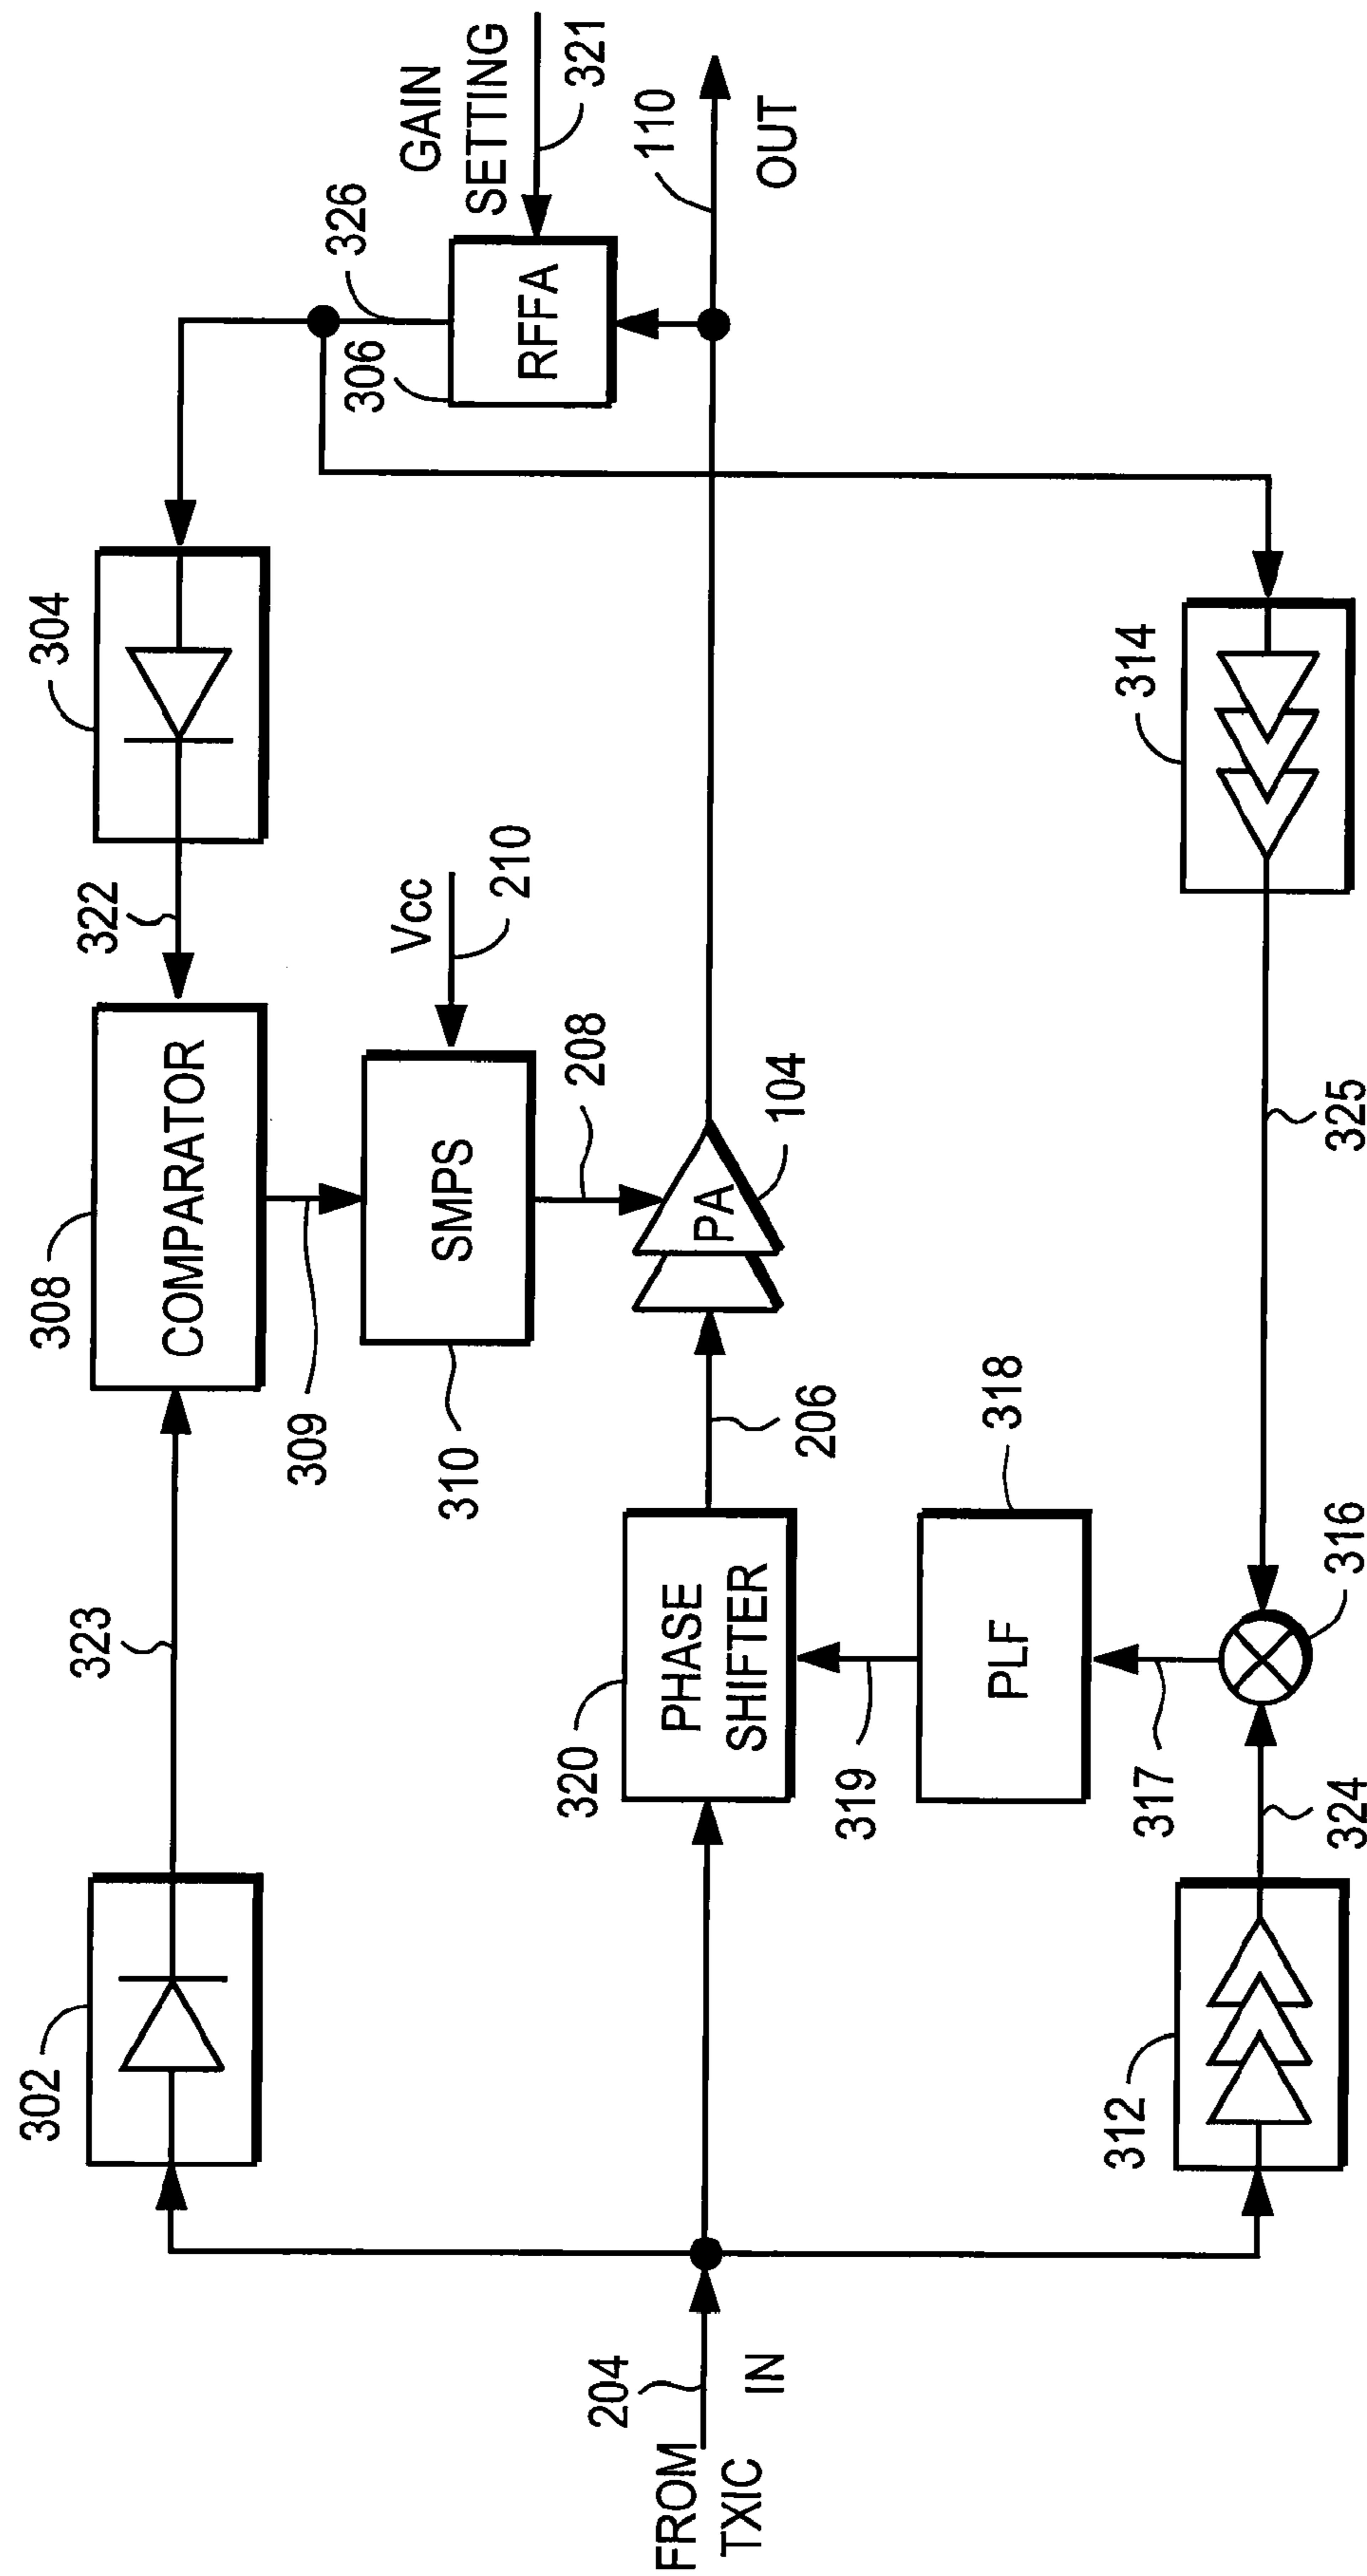 302
323
308
COMPARATOR
322
304
326
306
RFFA
GAIN
SETTING
321
309
310
SMPS
Vcc
210
208
FROM
TXIC
204
IN
320
PHASE
SHIFTER
206
PA
104
110
OUT
319
PLF
318
317
312
324
316
325
314